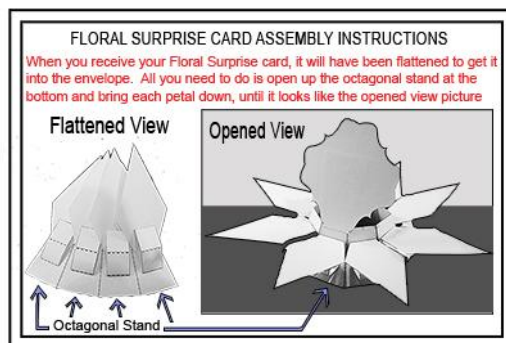 FLORAL SURPRISE CARD ASSEMBLY INSTRUCTIONS
When you receive your Floral Surprise card, it will have been flattened to get it
into the envelope. All you need to do is open up the octagonal stand at the
bottom and bring each petal down, until it looks like the opened view picture
Flattened View
Opened View
Octagonal Stand